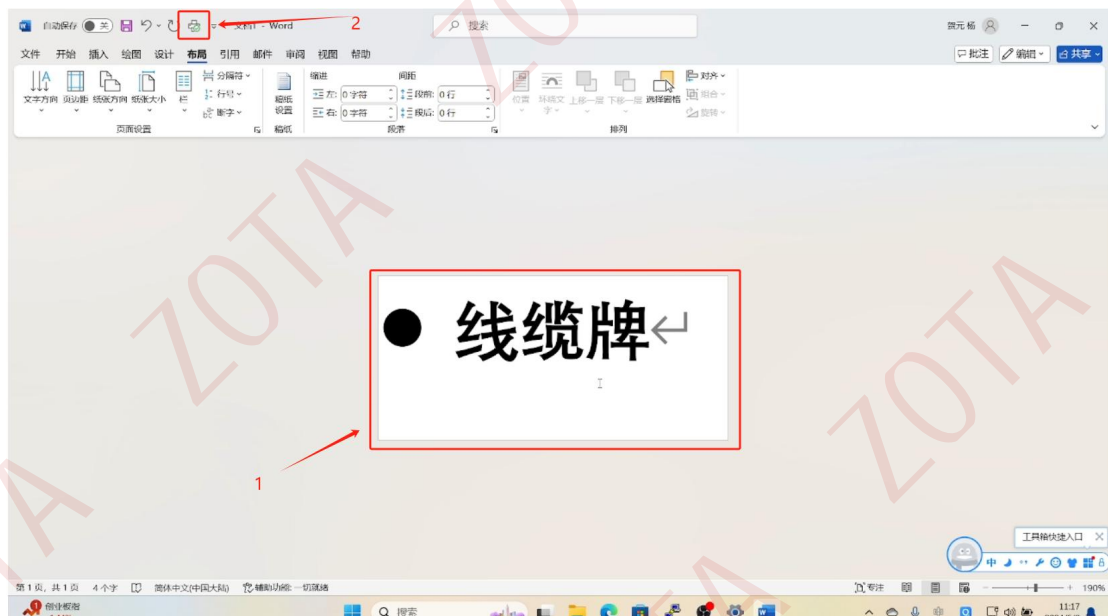 自动保存 关 文档1 - Word 2 搜索 贺元 杨
文件 开始 插入 绘图 设计 布局 引用 邮件 审阅 视图 帮助 批注 编辑 共享
文字方向 页边距 纸张方向 纸张大小 栏 分隔符 行号 断字 稿纸设置 缩进 左: 0 字符 右: 0 字符 间距 段前: 0 行 段后: 0 行 位置 环绕文字 上移一层 下移一层 选择窗格 对齐 组合 旋转
页面设置 稿纸 段落 排列
ZOTA
ZOTA
线缆牌
ZOTA
1
工具箱快捷入口
中
第1页,共1页 4个字 简体中文(中国大陆) 辅助功能: 一切就绪 专注 190%
创业板指 搜索 中 11:17